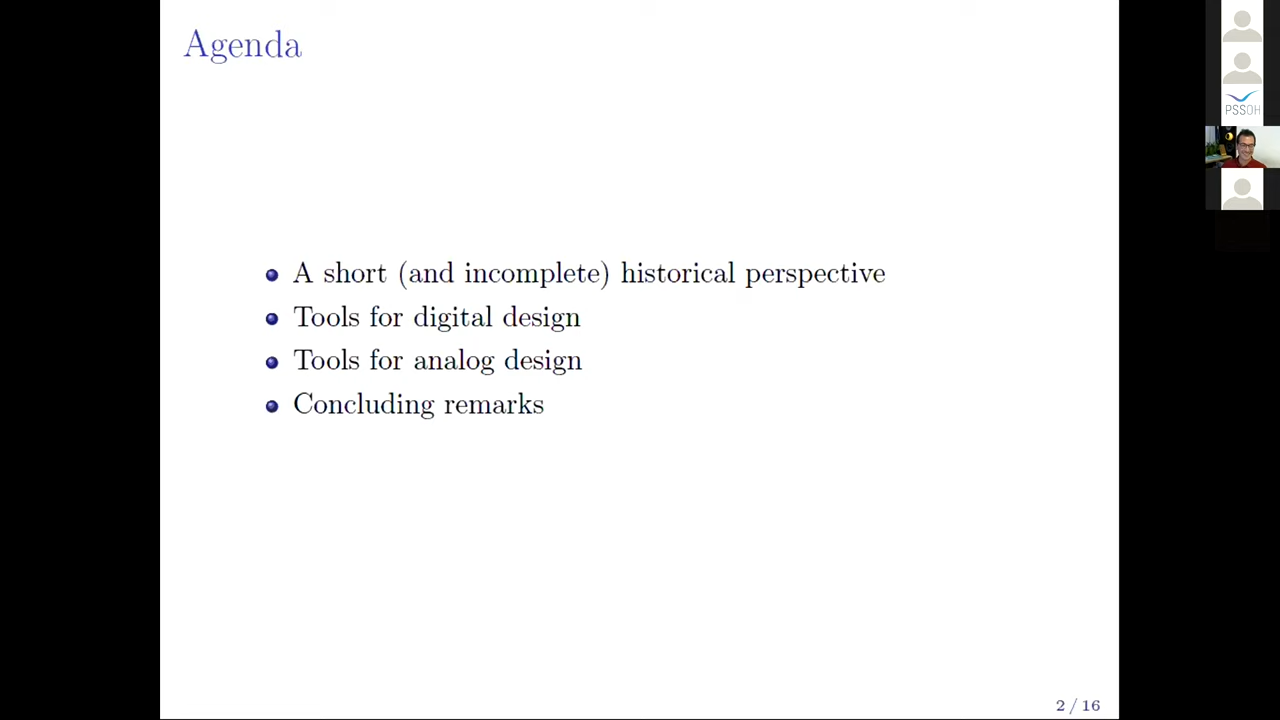 Agenda
A short (and incomplete) historical perspective
Tools for digital design
Tools for analog design
Concluding remarks
2 / 16
PSSOH